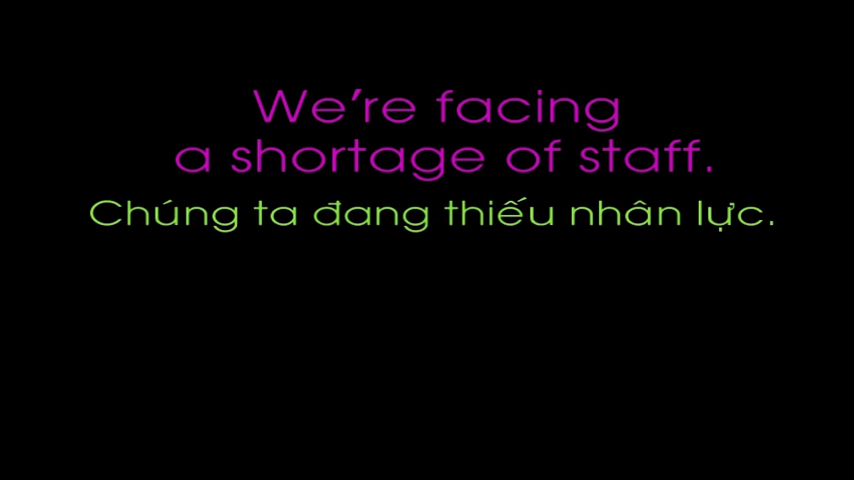 We’re facing
a shortage of staff.
Chúng ta đang thiếu nhân lực.